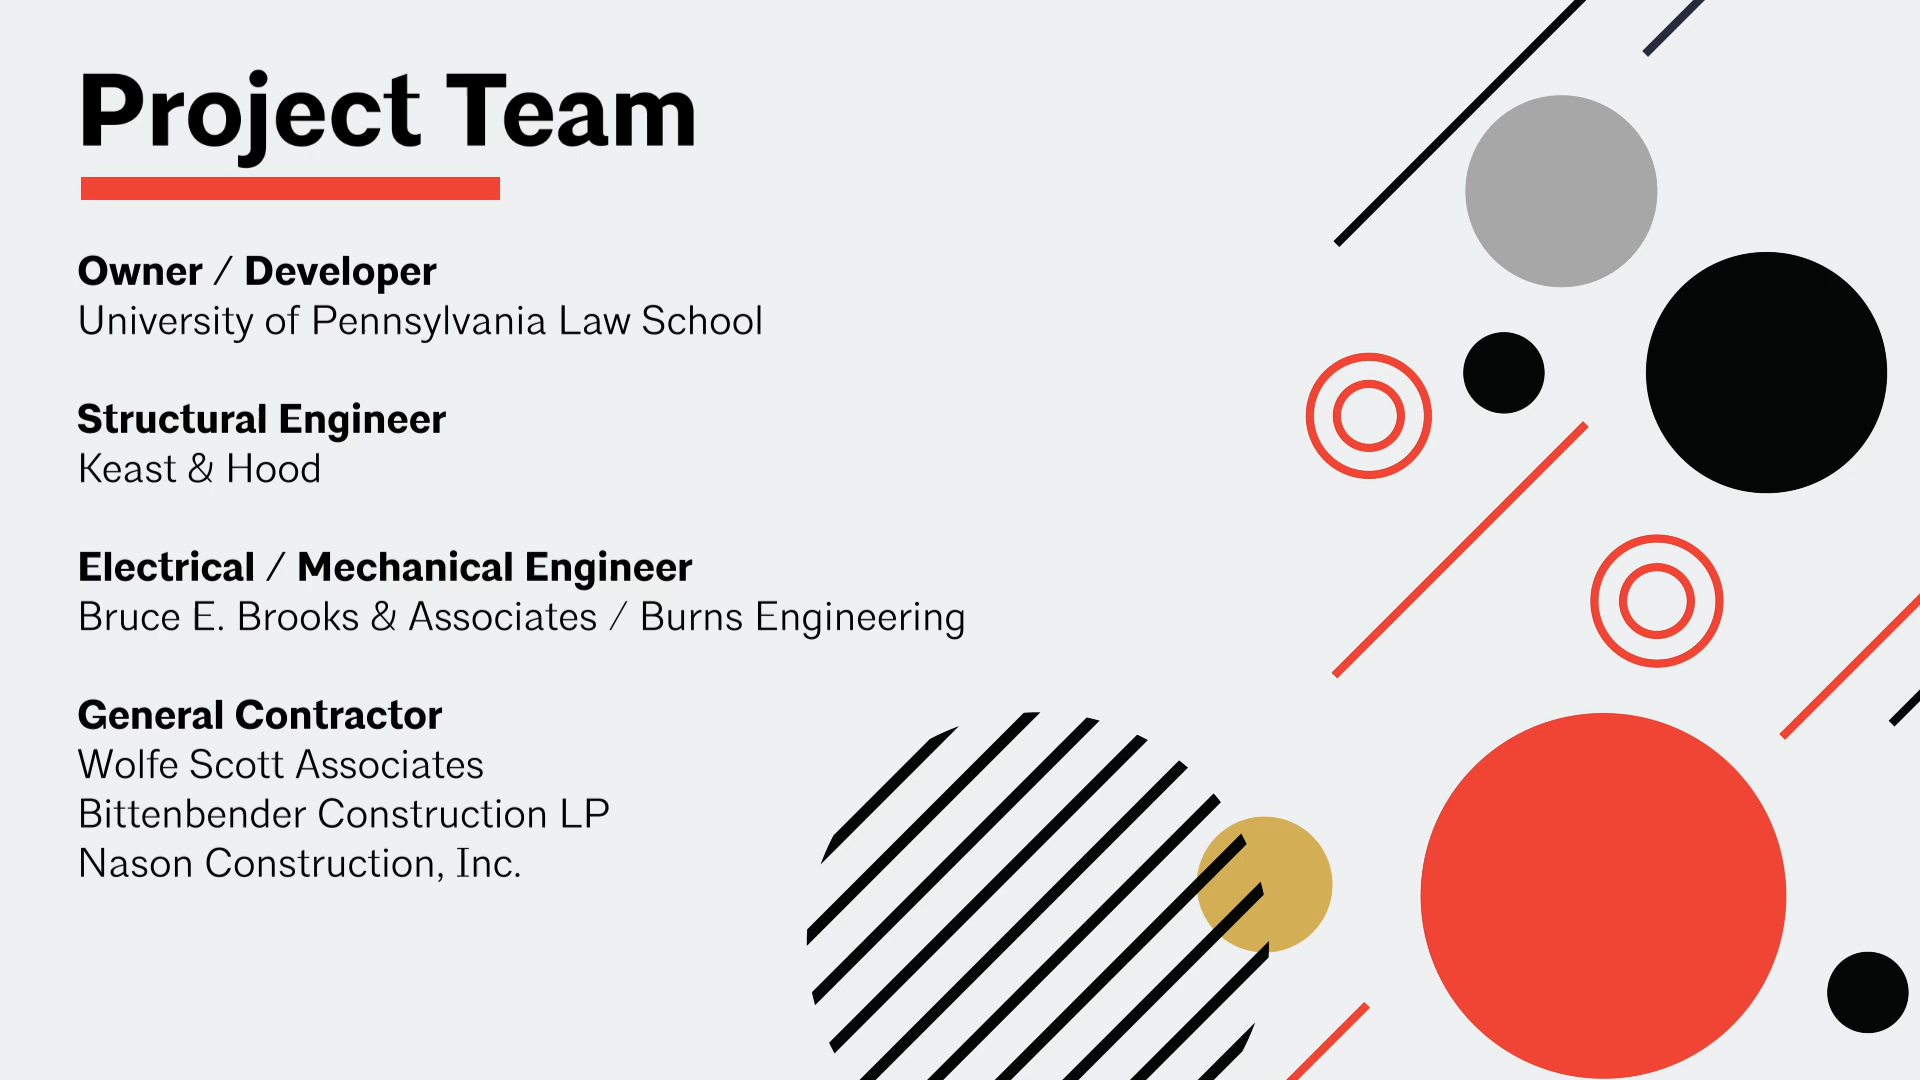 Project Team
Owner / Developer
University of Pennsylvania Law School
Structural Engineer
Keast & Hood
Electrical / Mechanical Engineer
Bruce E. Brooks & Associates / Burns Engineering
General Contractor
Wolfe Scott Associates
Bittenbender Construction LP
Nason Construction, Inc.